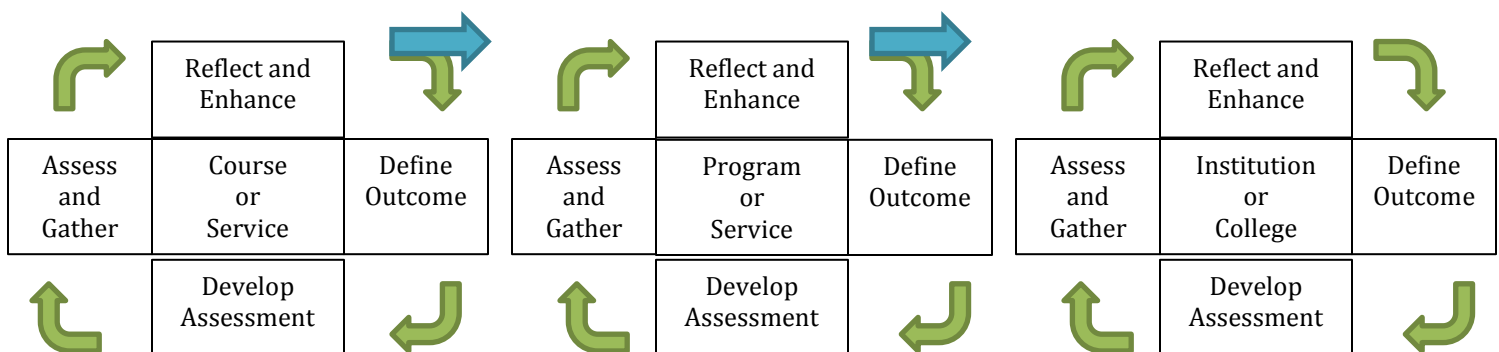 Reflect and
Enhance
Assess
and
Gather
Course
or
Service
Define
Outcome
Develop
Assessment
Reflect and
Enhance
Assess
and
Gather
Program
or
Service
Define
Outcome
Develop
Assessment
Reflect and
Enhance
Assess
and
Gather
Institution
or
College
Define
Outcome
Develop
Assessment